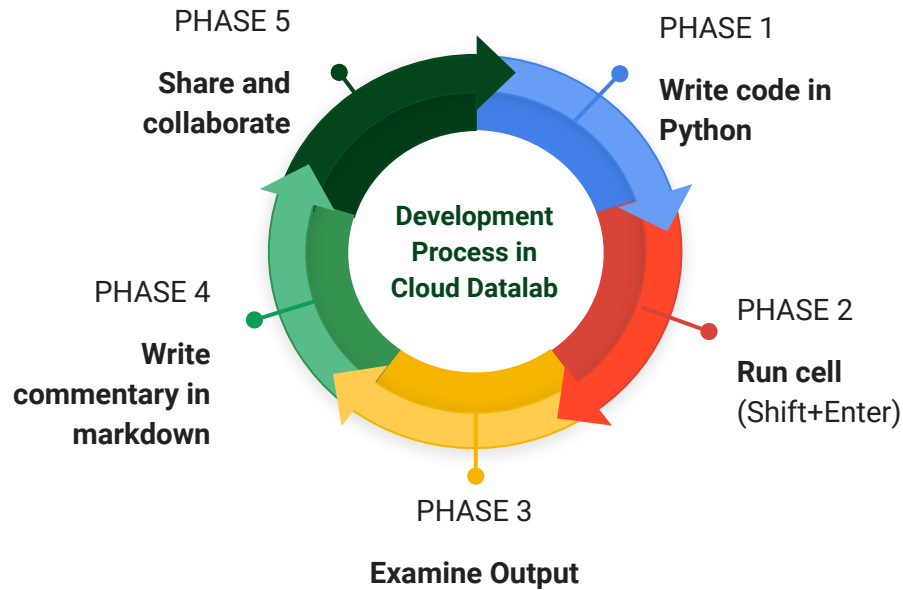 PHASE 1
Write code in
Python
PHASE 2
Run cell
(Shift+Enter)
PHASE 3
Examine Output
PHASE 4
Write
commentary in
markdown
PHASE 5
Share and
collaborate
Development
Process in
Cloud Datalab